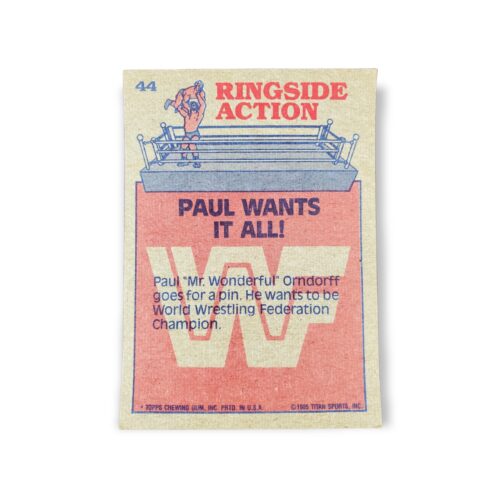 44
RINGSIDE
ACTION
PAUL WANTS
IT ALL!
WF
Paul "Mr. Wonderful" Orndorff
goes for a pin. He wants to be
World Wrestling Federation
Champion.
* TOPPS CHEWING GUM, INC. PRTD. IN U.S.A. ©1985 TITAN SPORTS, INC.